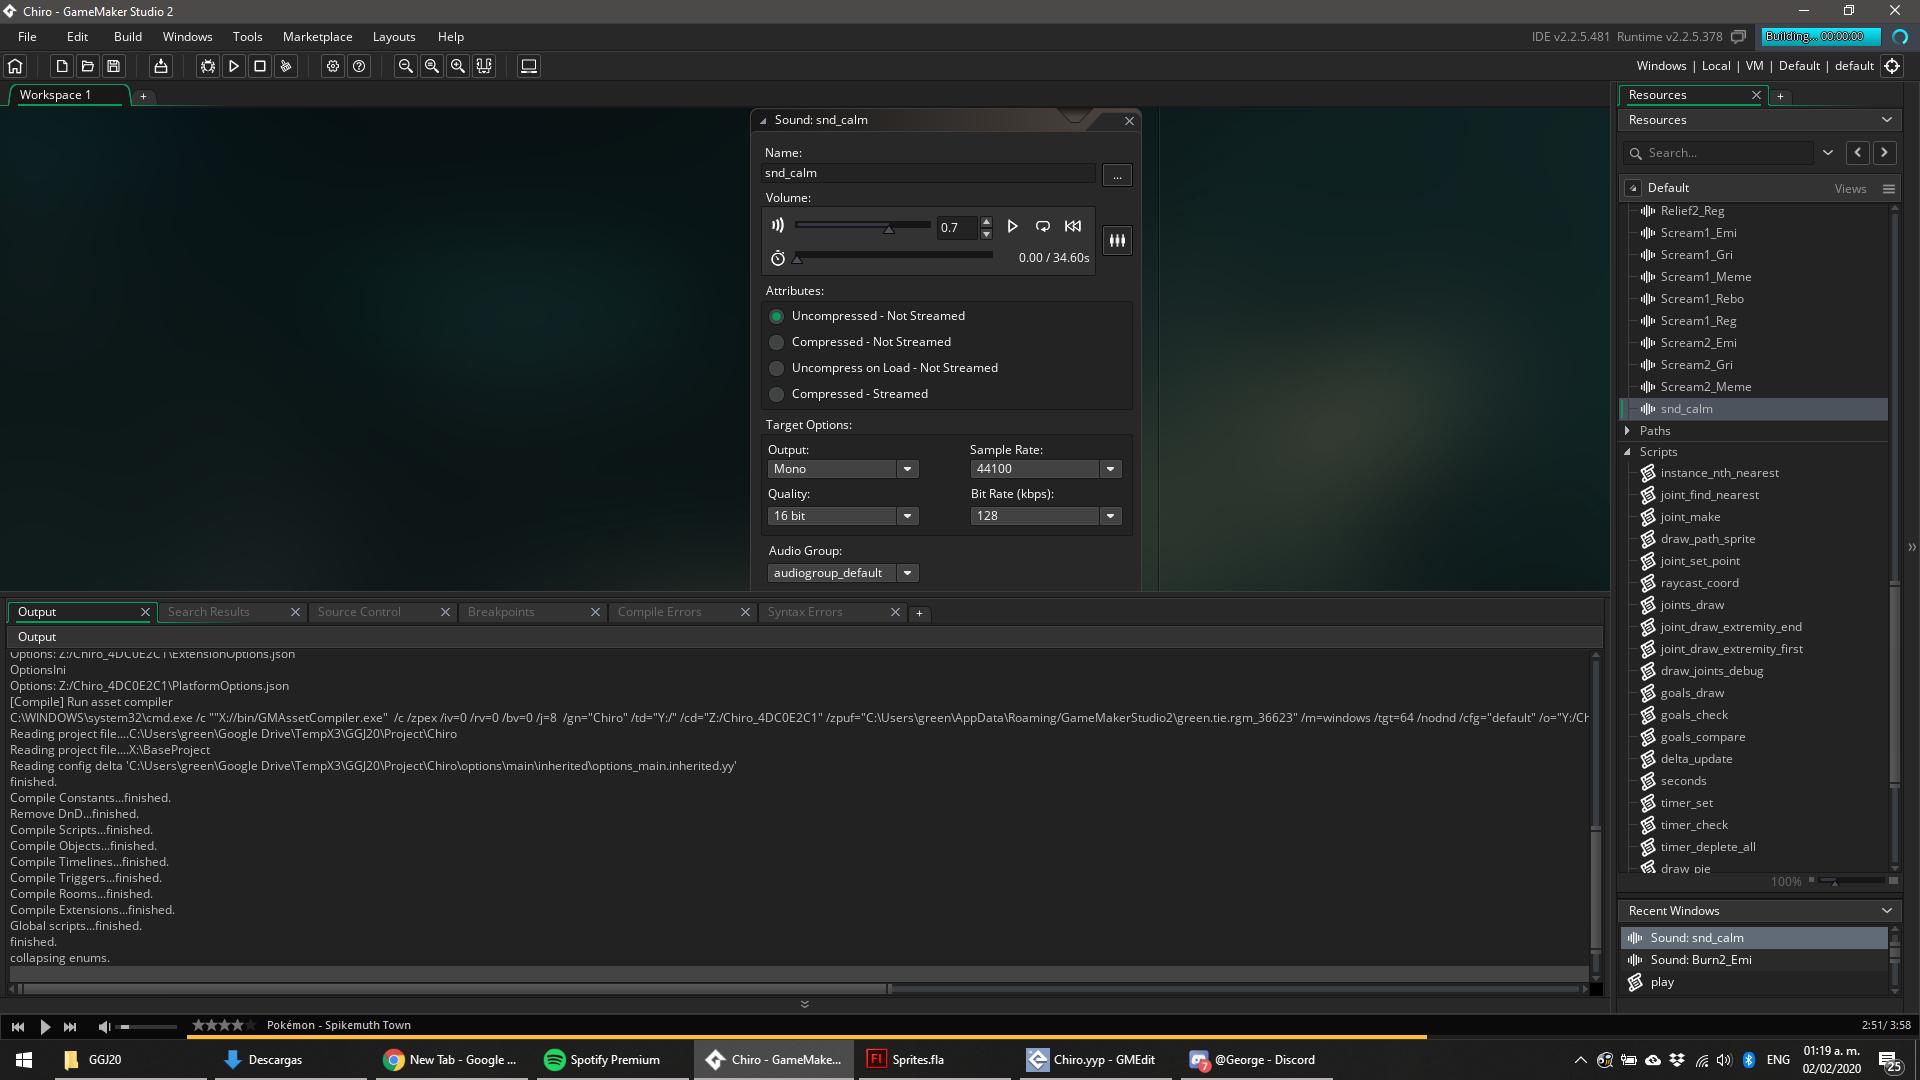 Chiro - GameMaker Studio 2
File Edit Build Windows Tools Marketplace Layouts Help
IDE v2.2.5.481 Runtime v2.2.5.378
Building... 00:00:00
Windows | Local | VM | Default | default
Workspace 1
+
Sound: snd_calm
Name:
snd_calm
...
Volume:
0.7
0.00 / 34.60s
Attributes:
Uncompressed - Not Streamed
Compressed - Not Streamed
Uncompress on Load - Not Streamed
Compressed - Streamed
Target Options:
Output:
Sample Rate:
Mono
44100
Quality:
Bit Rate (kbps):
16 bit
128
Audio Group:
audiogroup_default
Resources
+
Resources
Search...
Default
Views
Relief2_Reg
Scream1_Emi
Scream1_Gri
Scream1_Meme
Scream1_Rebo
Scream1_Reg
Scream2_Emi
Scream2_Gri
Scream2_Meme
snd_calm
Paths
Scripts
instance_nth_nearest
joint_find_nearest
joint_make
draw_path_sprite
joint_set_point
raycast_coord
joints_draw
joint_draw_extremity_end
joint_draw_extremity_first
draw_joints_debug
goals_draw
goals_check
goals_compare
delta_update
seconds
timer_set
timer_check
timer_deplete_all
draw_pie
100%
Recent Windows
Sound: snd_calm
Sound: Burn2_Emi
play
Output Search Results Source Control Breakpoints Compile Errors Syntax Errors +
Output
Options: Z:/Chiro_4DC0E2C1\ExtensionOptions.json
OptionsIni
Options: Z:/Chiro_4DC0E2C1\PlatformOptions.json
[Compile] Run asset compiler
C:\WINDOWS\system32\cmd.exe /c ""X://bin/GMAssetCompiler.exe" /c /zpex /iv=0 /rv=0 /bv=0 /j=8 /gn="Chiro" /td="Y:/" /cd="Z:/Chiro_4DC0E2C1" /zpuf="C:\Users\green\AppData\Roaming/GameMakerStudio2\green.tie.rgm_36623" /m=windows /tgt=64 /nodnd /cfg="default" /o="Y:/Ch
Reading project file....C:\Users\green\Google Drive\TempX3\GGJ20\Project\Chiro
Reading project file....X:\BaseProject
Reading config delta 'C:\Users\green\Google Drive\TempX3\GGJ20\Project\Chiro\options\main\inherited\options_main.inherited.yy'
finished.
Compile Constants...finished.
Remove DnD...finished.
Compile Scripts...finished.
Compile Objects...finished.
Compile Timelines...finished.
Compile Triggers...finished.
Compile Rooms...finished.
Compile Extensions...finished.
Global scripts...finished.
finished.
collapsing enums.
Pokémon - Spikemuth Town
2:51/ 3:58
GGJ20
Descargas
New Tab - Google ...
Spotify Premium
Chiro - GameMake...
Fl Sprites.fla
Chiro.yyp - GMEdit
7 @George - Discord
ENG
01:19 a. m.
02/02/2020
25